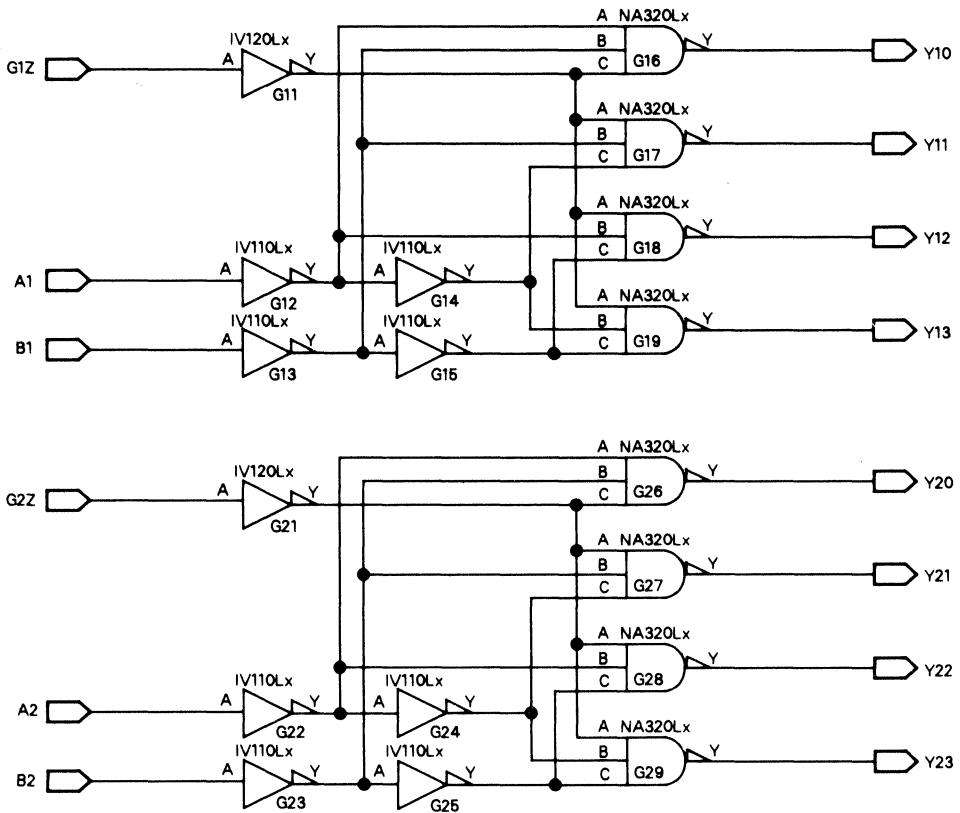 A NA320Lx
IV120Lx
B
Y
Y10
G1Z
A
Y
C
G16
G11
A NA320Lx
B
Y
Y11
C
G17
A NA320Lx
B
Y
Y12
IV110Lx
IV110Lx
C
G18
A1
A
Y
A
Y
G12
G14
A NA320Lx
IV110Lx
IV110Lx
B
Y
Y13
B1
A
Y
A
Y
C
G19
G13
G15
A NA320Lx
IV120Lx
B
Y
Y20
G2Z
A
Y
C
G26
G21
A NA320Lx
B
Y
Y21
C
G27
A NA320Lx
B
Y
Y22
IV110Lx
IV110Lx
C
G28
A2
A
Y
A
Y
G22
G24
A NA320Lx
IV110Lx
IV110Lx
B
Y
Y23
B2
A
Y
A
Y
C
G29
G23
G25